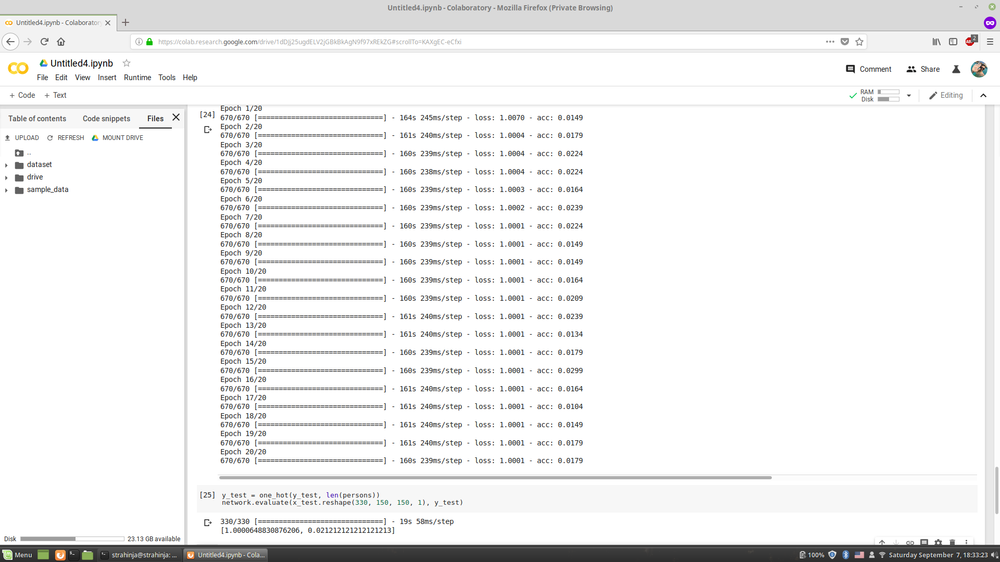 Untitled4.ipynb - Colaboratory - Mozilla Firefox (Private Browsing)
Untitled4.ipynb - Colaborator
https://colab.research.google.com/drive/1dDJj25ugdELV2jGBkBkAgN9f97xREkZG#scrollTo=KAXgEC-eCfxi
ABP 2
Untitled4.ipynb
Comment Share
File Edit View Insert Runtime Tools Help
+ Code + Text
RAM
Disk
Editing
Table of contents Code snippets Files
UPLOAD REFRESH MOUNT DRIVE
..
dataset
drive
sample_data
[24]
Epoch 1/20
670/670 [==============================] - 164s 245ms/step - loss: 1.0070 - acc: 0.0149
Epoch 2/20
670/670 [==============================] - 161s 240ms/step - loss: 1.0004 - acc: 0.0179
Epoch 3/20
670/670 [==============================] - 160s 239ms/step - loss: 1.0004 - acc: 0.0224
Epoch 4/20
670/670 [==============================] - 160s 238ms/step - loss: 1.0004 - acc: 0.0224
Epoch 5/20
670/670 [==============================] - 160s 239ms/step - loss: 1.0003 - acc: 0.0164
Epoch 6/20
670/670 [==============================] - 160s 239ms/step - loss: 1.0002 - acc: 0.0239
Epoch 7/20
670/670 [==============================] - 160s 239ms/step - loss: 1.0001 - acc: 0.0224
Epoch 8/20
670/670 [==============================] - 160s 239ms/step - loss: 1.0001 - acc: 0.0149
Epoch 9/20
670/670 [==============================] - 160s 239ms/step - loss: 1.0001 - acc: 0.0149
Epoch 10/20
670/670 [==============================] - 160s 239ms/step - loss: 1.0001 - acc: 0.0164
Epoch 11/20
670/670 [==============================] - 160s 239ms/step - loss: 1.0001 - acc: 0.0209
Epoch 12/20
670/670 [==============================] - 161s 240ms/step - loss: 1.0001 - acc: 0.0239
Epoch 13/20
670/670 [==============================] - 161s 240ms/step - loss: 1.0001 - acc: 0.0134
Epoch 14/20
670/670 [==============================] - 160s 239ms/step - loss: 1.0001 - acc: 0.0179
Epoch 15/20
670/670 [==============================] - 160s 239ms/step - loss: 1.0001 - acc: 0.0299
Epoch 16/20
670/670 [==============================] - 161s 240ms/step - loss: 1.0001 - acc: 0.0164
Epoch 17/20
670/670 [==============================] - 161s 240ms/step - loss: 1.0001 - acc: 0.0104
Epoch 18/20
670/670 [==============================] - 161s 240ms/step - loss: 1.0001 - acc: 0.0149
Epoch 19/20
670/670 [==============================] - 161s 240ms/step - loss: 1.0001 - acc: 0.0179
Epoch 20/20
670/670 [==============================] - 160s 239ms/step - loss: 1.0001 - acc: 0.0179
[25] y_test = one_hot(y_test, len(persons))
network.evaluate(x_test.reshape(330, 150, 150, 1), y_test)
330/330 [==============================] - 19s 58ms/step
[1.0000648830876206, 0.021212121212121213]
Disk 23.13 GB available
Menu strahinja@strahinja: ... Untitled4.ipynb - Cola... 100% Saturday September 7, 18:33:23